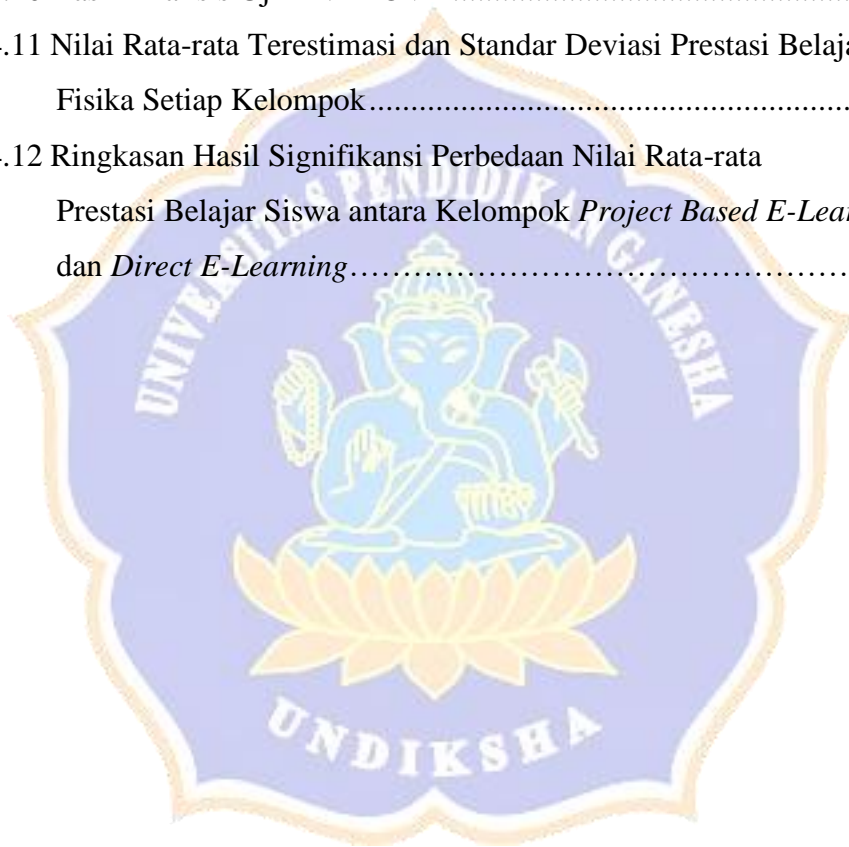 .11 Nilai Rata-rata Terestimasi dan Standar Deviasi Prestasi Belaja
Fisika Setiap Kelompok..........................................................
.12 Ringkasan Hasil Signifikansi Perbedaan Nilai Rata-rata
Prestasi Belajar Siswa antara Kelompok Project Based E-Lear
dan Direct E-Learning………………………………………
UNIVERSITAS PENDIDIKAN GANESHA
UNDIKSHA